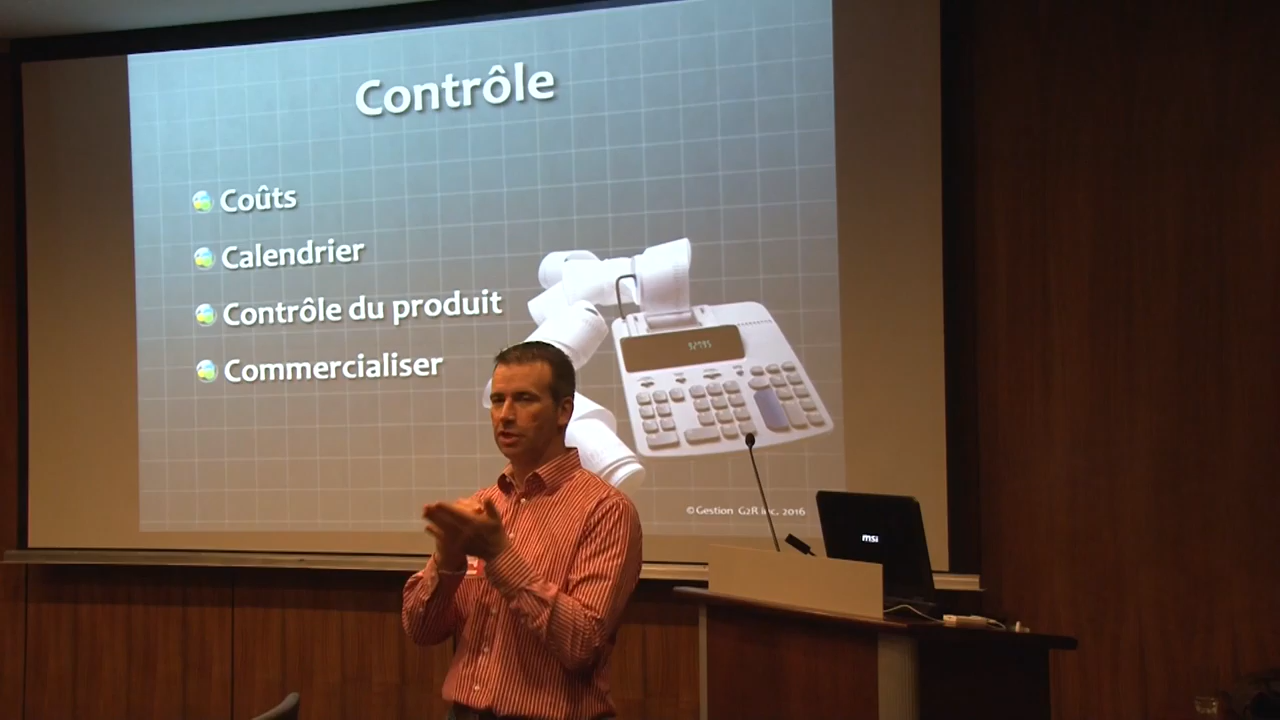 Contrôle
Coûts
Calendrier
Contrôle du produit
Commercialiser
©Gestion G2R inc. 2016
msi